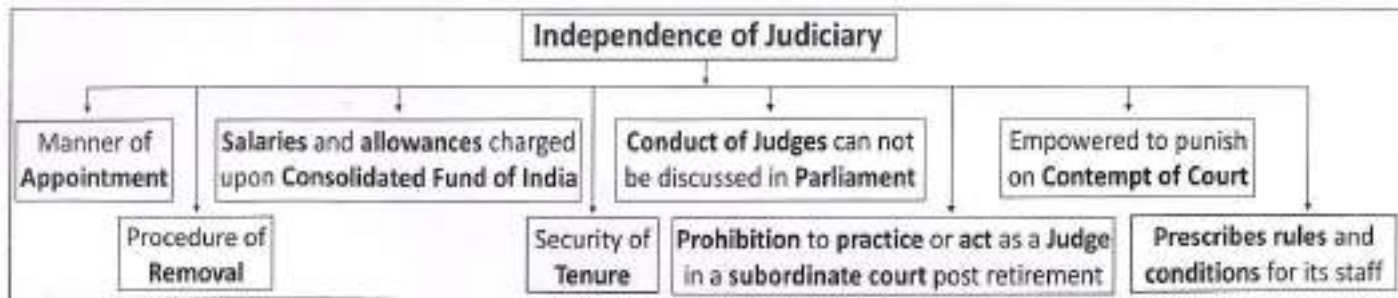 Independence of Judiciary
Manner of
Appointment
Salaries and allowances charged
upon Consolidated Fund of India
Conduct of Judges can not
be discussed in Parliament
Empowered to punish
on Contempt of Court
Procedure of
Removal
Security of
Tenure
Prohibition to practice or act as a Judge
in a subordinate court post retirement
Prescribes rules and
conditions for its staff